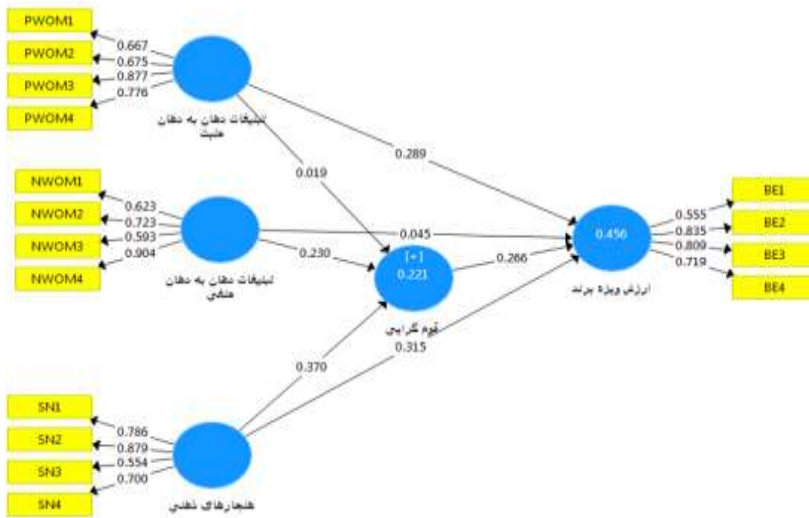 PWOM1
PWOM2
PWOM3
PWOM4
0.667
0.675
0.877
0.776
تبلیغات دهان به دهان
مثبت
0.289
0.019
NWOM1
NWOM2
NWOM3
NWOM4
0.623
0.723
0.593
0.904
تبلیغات دهان به دهان
منفی
0.045
0.230
[+]
0.221
قوم گرایی
0.266
0.456
ارزش ویژه برند
BE1
BE2
BE3
BE4
0.555
0.835
0.809
0.719
0.315
0.370
SN1
SN2
SN3
SN4
0.786
0.879
0.554
0.700
هنجارهای ذهنی